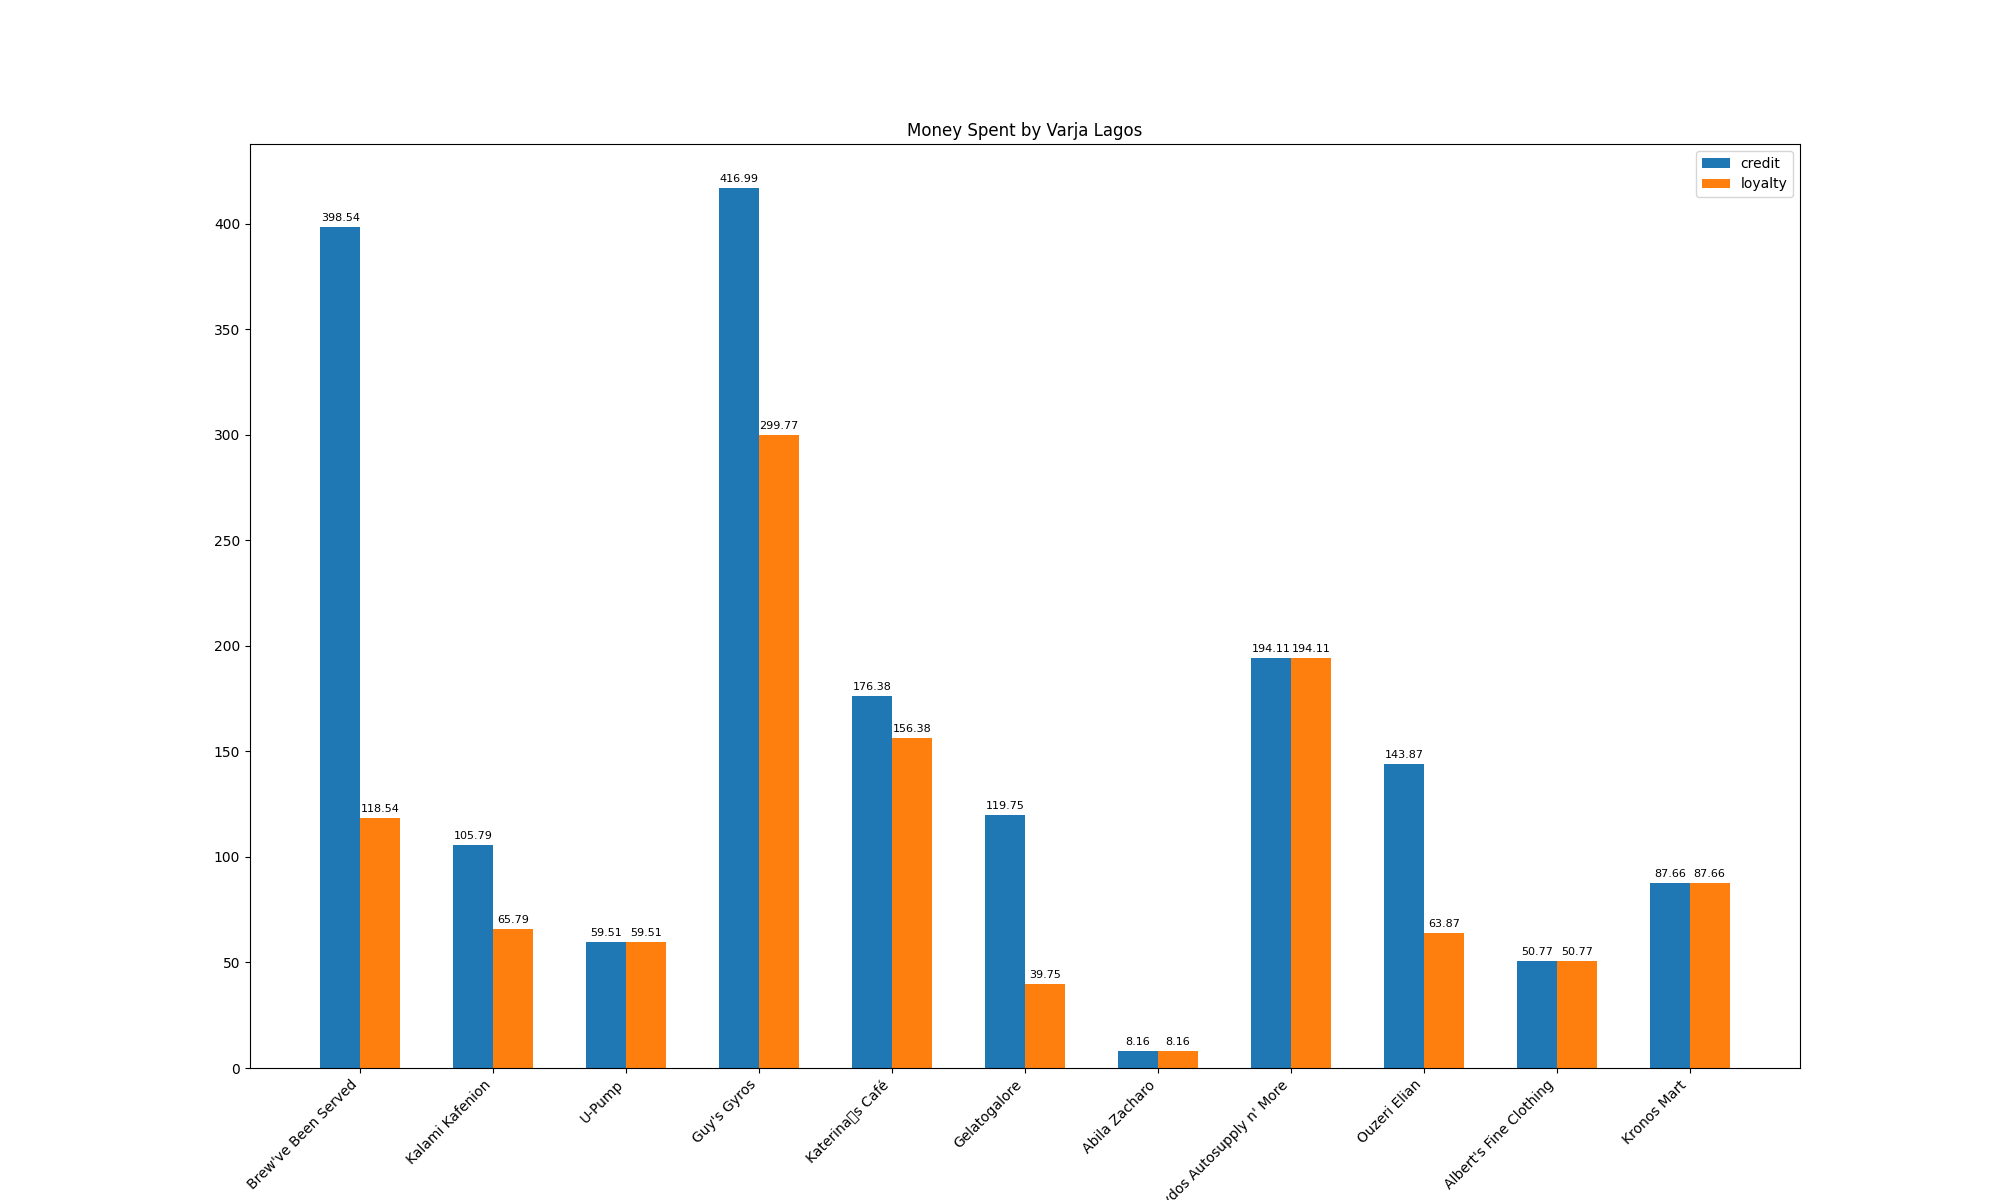 Money Spent by Varja Lagos
credit
loyalty
400
350
300
250
200
150
100
50
0
398.54
118.54
105.79
65.79
59.51
59.51
416.99
299.77
176.38
156.38
119.75
39.75
8.16
8.16
194.11
194.11
143.87
63.87
50.77
50.77
87.66
87.66
Brew've Been Served
Kalami Kafenion
U-Pump
Guy's Gyros
Katerina▯s Café
Gelatogalore
Abila Zacharo
Autosupply n' More
Ouzeri Elian
Albert's Fine Clothing
Kronos Mart